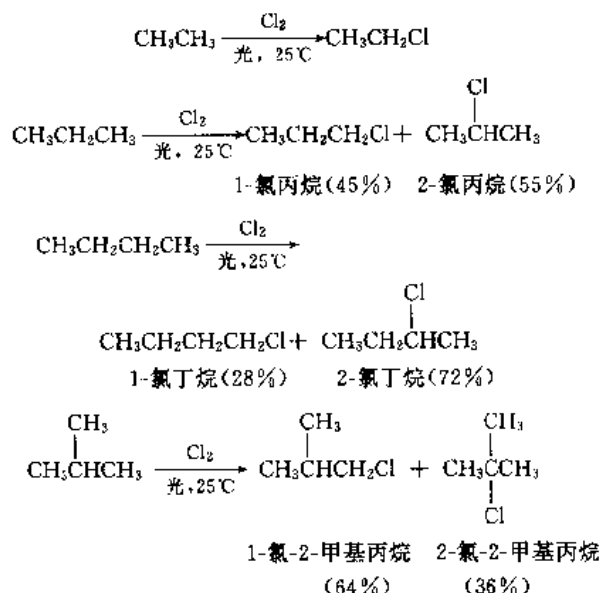 CH₃CH₃ Cl₂ 光，25℃ CH₃CH₂Cl
Cl
CH₃CH₂CH₃ Cl₂ 光，25℃ CH₃CH₂CH₂Cl + CH₃CHCH₃
1-氯丙烷(45%) 2-氯丙烷(55%)
CH₃CH₂CH₂CH₃ Cl₂ 光,25℃
Cl
CH₃CH₂CH₂CH₂Cl + CH₃CH₂CHCH₃
1-氯丁烷(28%) 2-氯丁烷(72%)
CH₃ CH₃ CH₃
CH₃CHCH₃ Cl₂ 光,25℃ CH₃CHCH₂Cl + CH₃CCH₃
Cl
1-氯-2-甲基丙烷 2-氯-2-甲基丙烷
(64%) (36%)